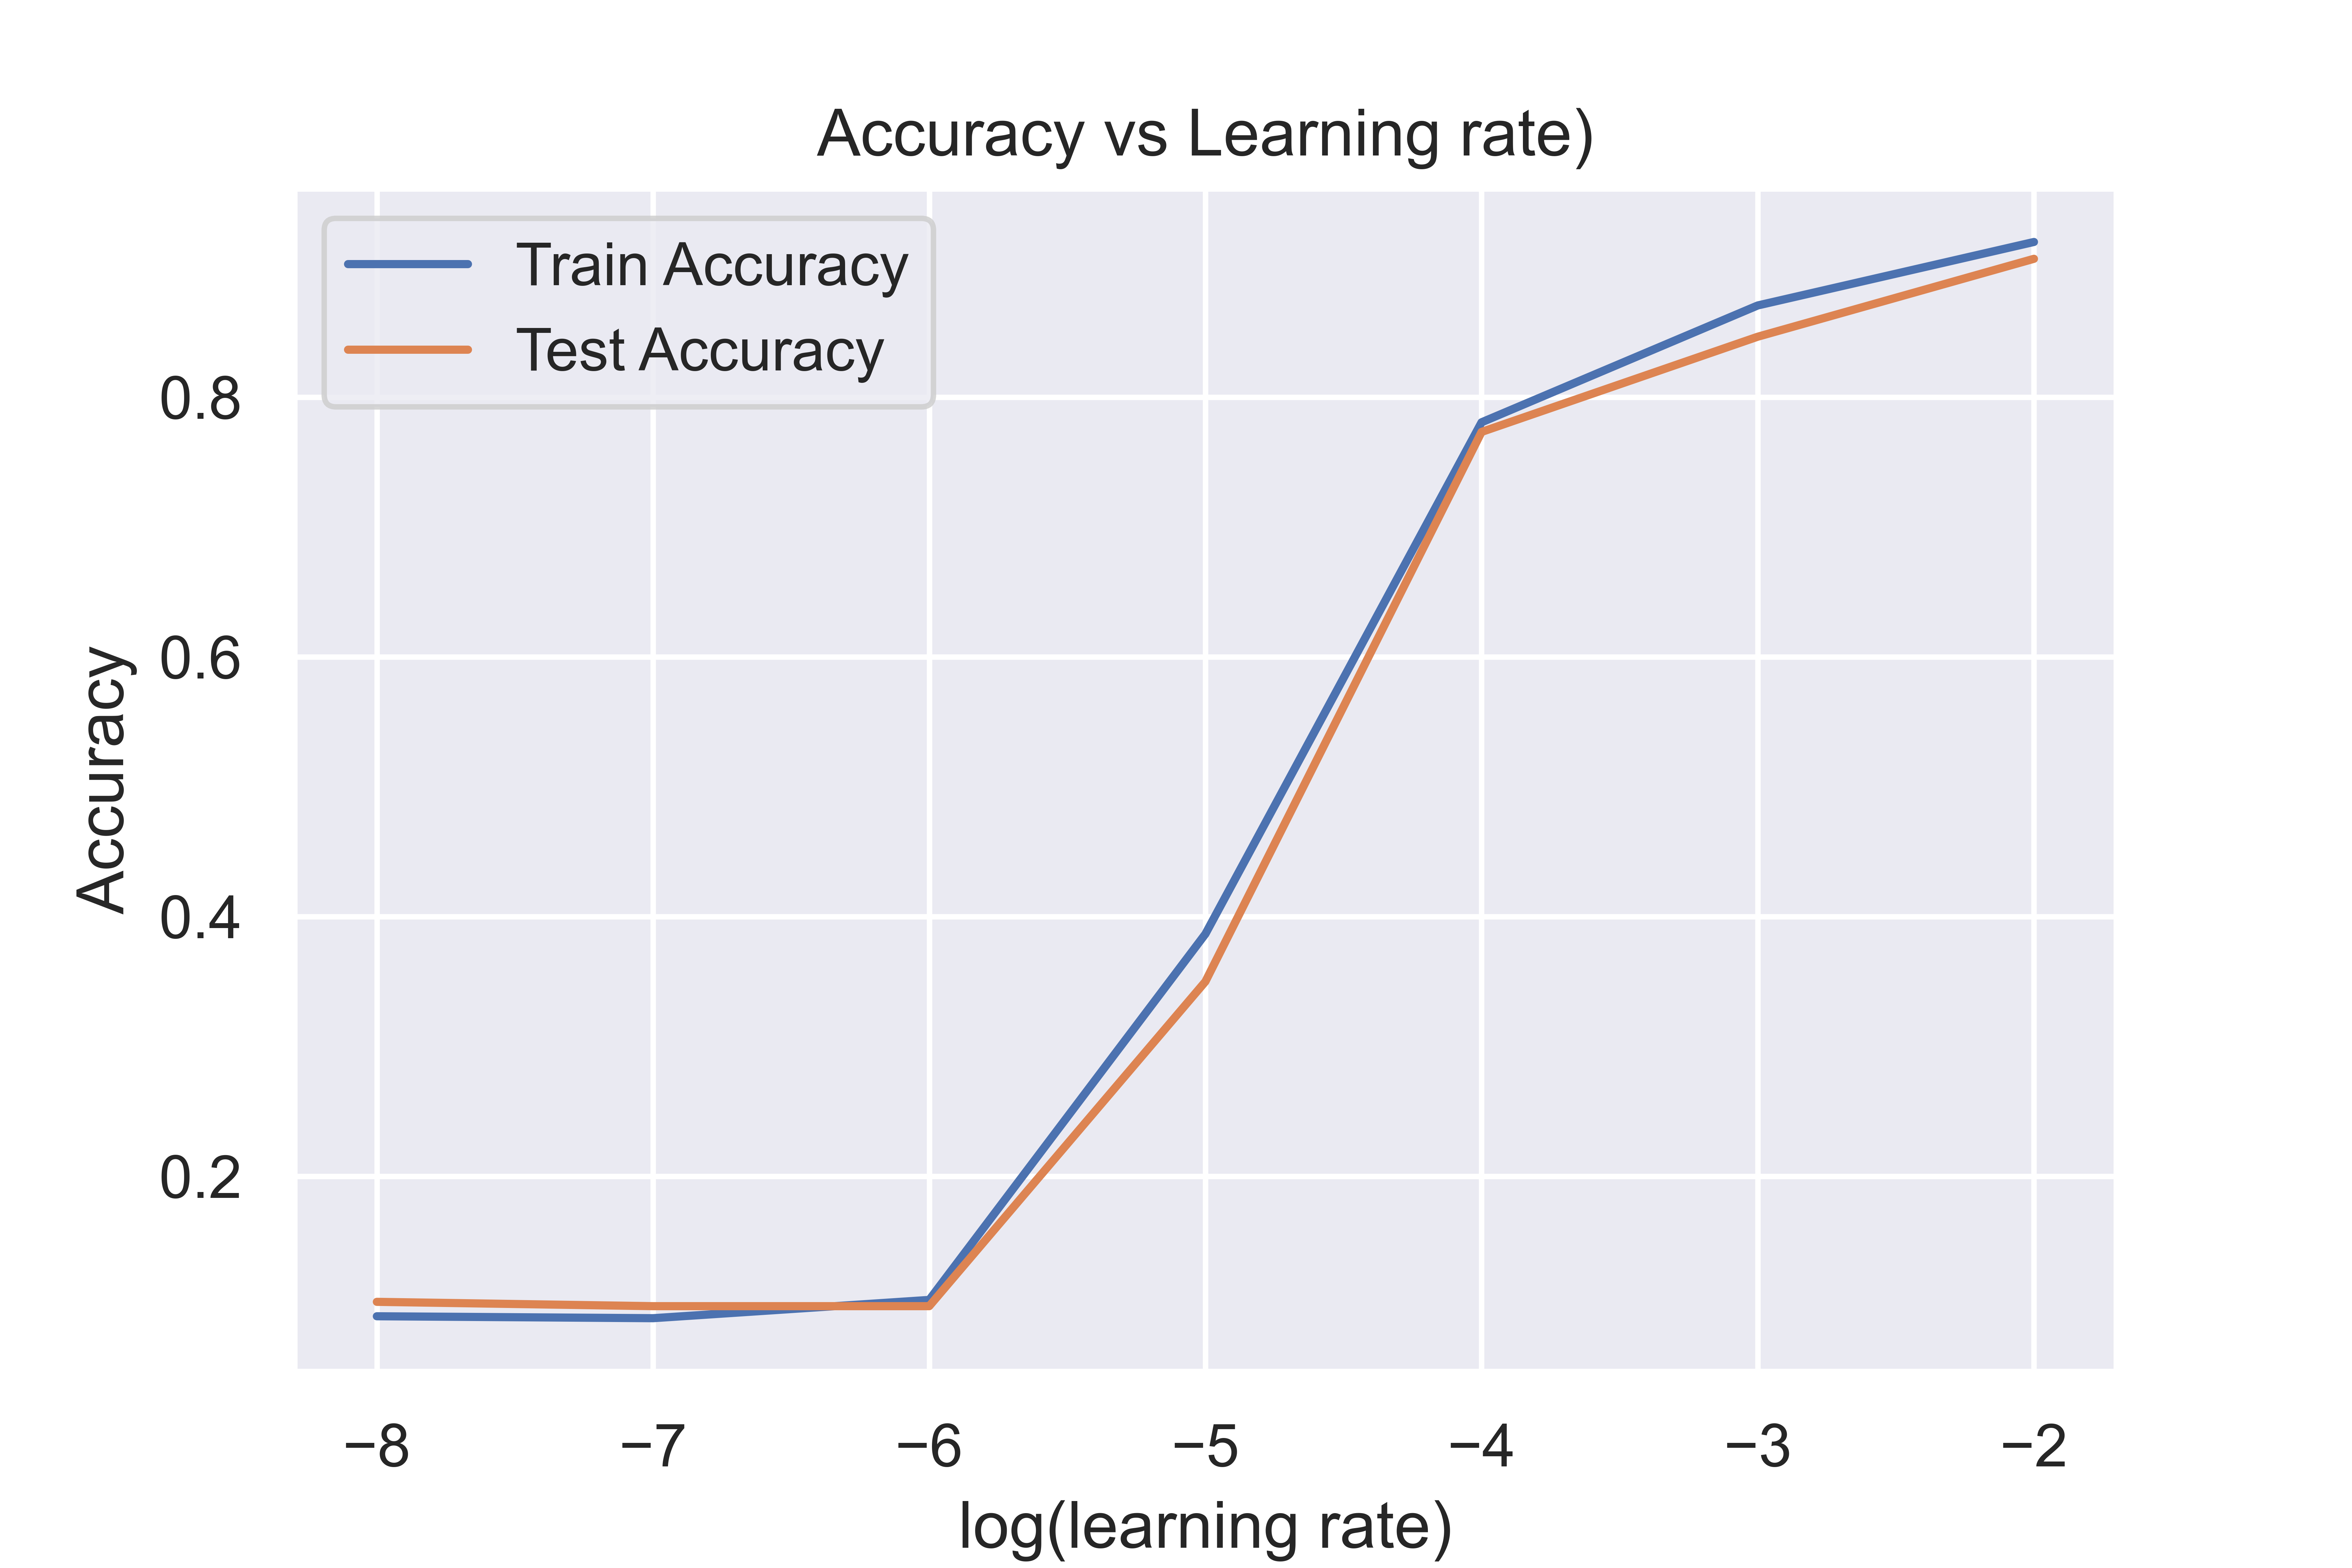 Accuracy vs Learning rate)
Train Accuracy
Test Accuracy
0.8
0.6
0.4
0.2
Accuracy
−8 −7 −6 −5 −4 −3 −2
log(learning rate)